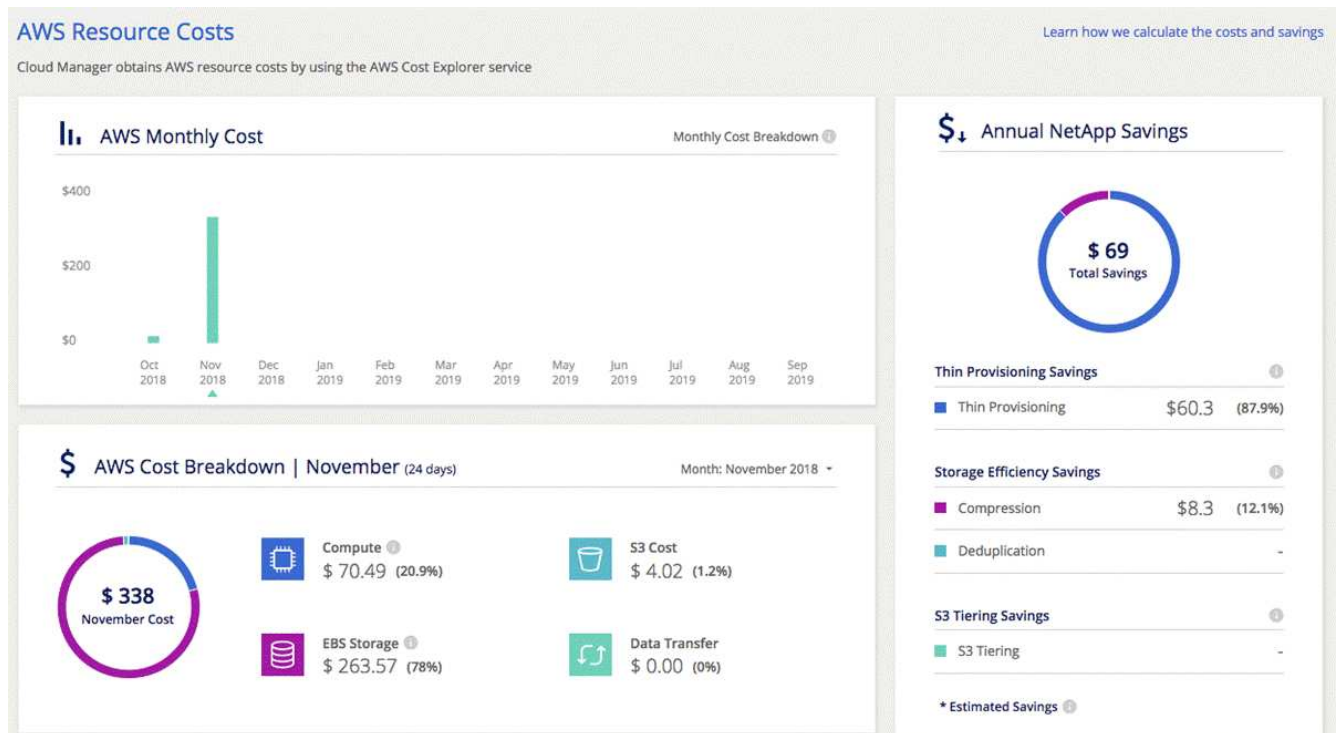 AWS Resource Costs
Learn how we calculate the costs and savings
Cloud Manager obtains AWS resource costs by using the AWS Cost Explorer service
AWS Monthly Cost
Monthly Cost Breakdown
$400
$200
$0
Oct Nov Dec Jan Feb Mar Apr May Jun Jul Aug Sep
2018 2018 2018 2019 2019 2019 2019 2019 2019 2019 2019 2019
AWS Cost Breakdown | November (24 days)
Month: November 2018
$ 338
November Cost
Compute
$ 70.49 (20.9%)
S3 Cost
$ 4.02 (1.2%)
EBS Storage
$ 263.57 (78%)
Data Transfer
$ 0.00 (0%)
Annual NetApp Savings
$ 69
Total Savings
Thin Provisioning Savings
Thin Provisioning $60.3 (87.9%)
Storage Efficiency Savings
Compression $8.3 (12.1%)
Deduplication -
S3 Tiering Savings
S3 Tiering -
* Estimated Savings